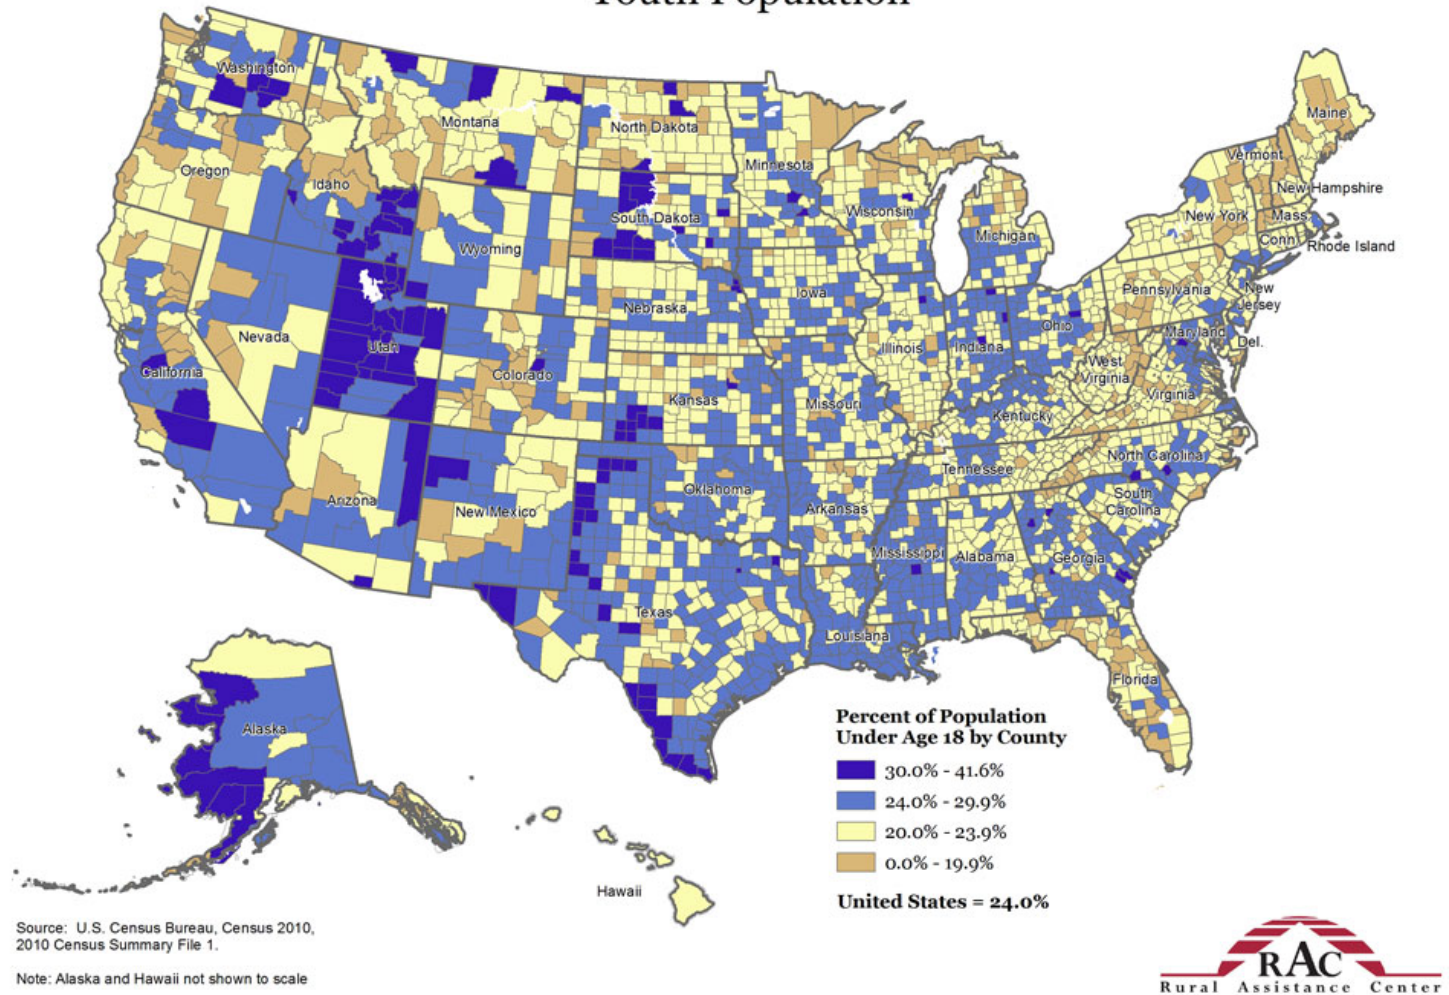 Youth Population
Washington
Montana
North Dakota
Minnesota
Maine
Oregon
Idaho
Vermont
New Hampshire
South Dakota
Wisconsin
New York
Mass.
Michigan
Conn
Rhode Island
Wyoming
Iowa
Pennsylvania
New
Jersey
Nebraska
Ohio
Maryland
Del.
Nevada
Utah
Illinois
Indiana
West
Virginia
California
Colorado
Kansas
Missouri
Virginia
Kentucky
North Carolina
Tennessee
Arizona
New Mexico
Oklahoma
Arkansas
South
Carolina
Mississippi
Alabama
Georgia
Texas
Louisiana
Florida
Alaska
Hawaii
Percent of Population
Under Age 18 by County
30.0% - 41.6%
24.0% - 29.9%
20.0% - 23.9%
0.0% - 19.9%
United States = 24.0%
Source: U.S. Census Bureau, Census 2010,
2010 Census Summary File 1.
Note: Alaska and Hawaii not shown to scale
RAC
Rural Assistance Center